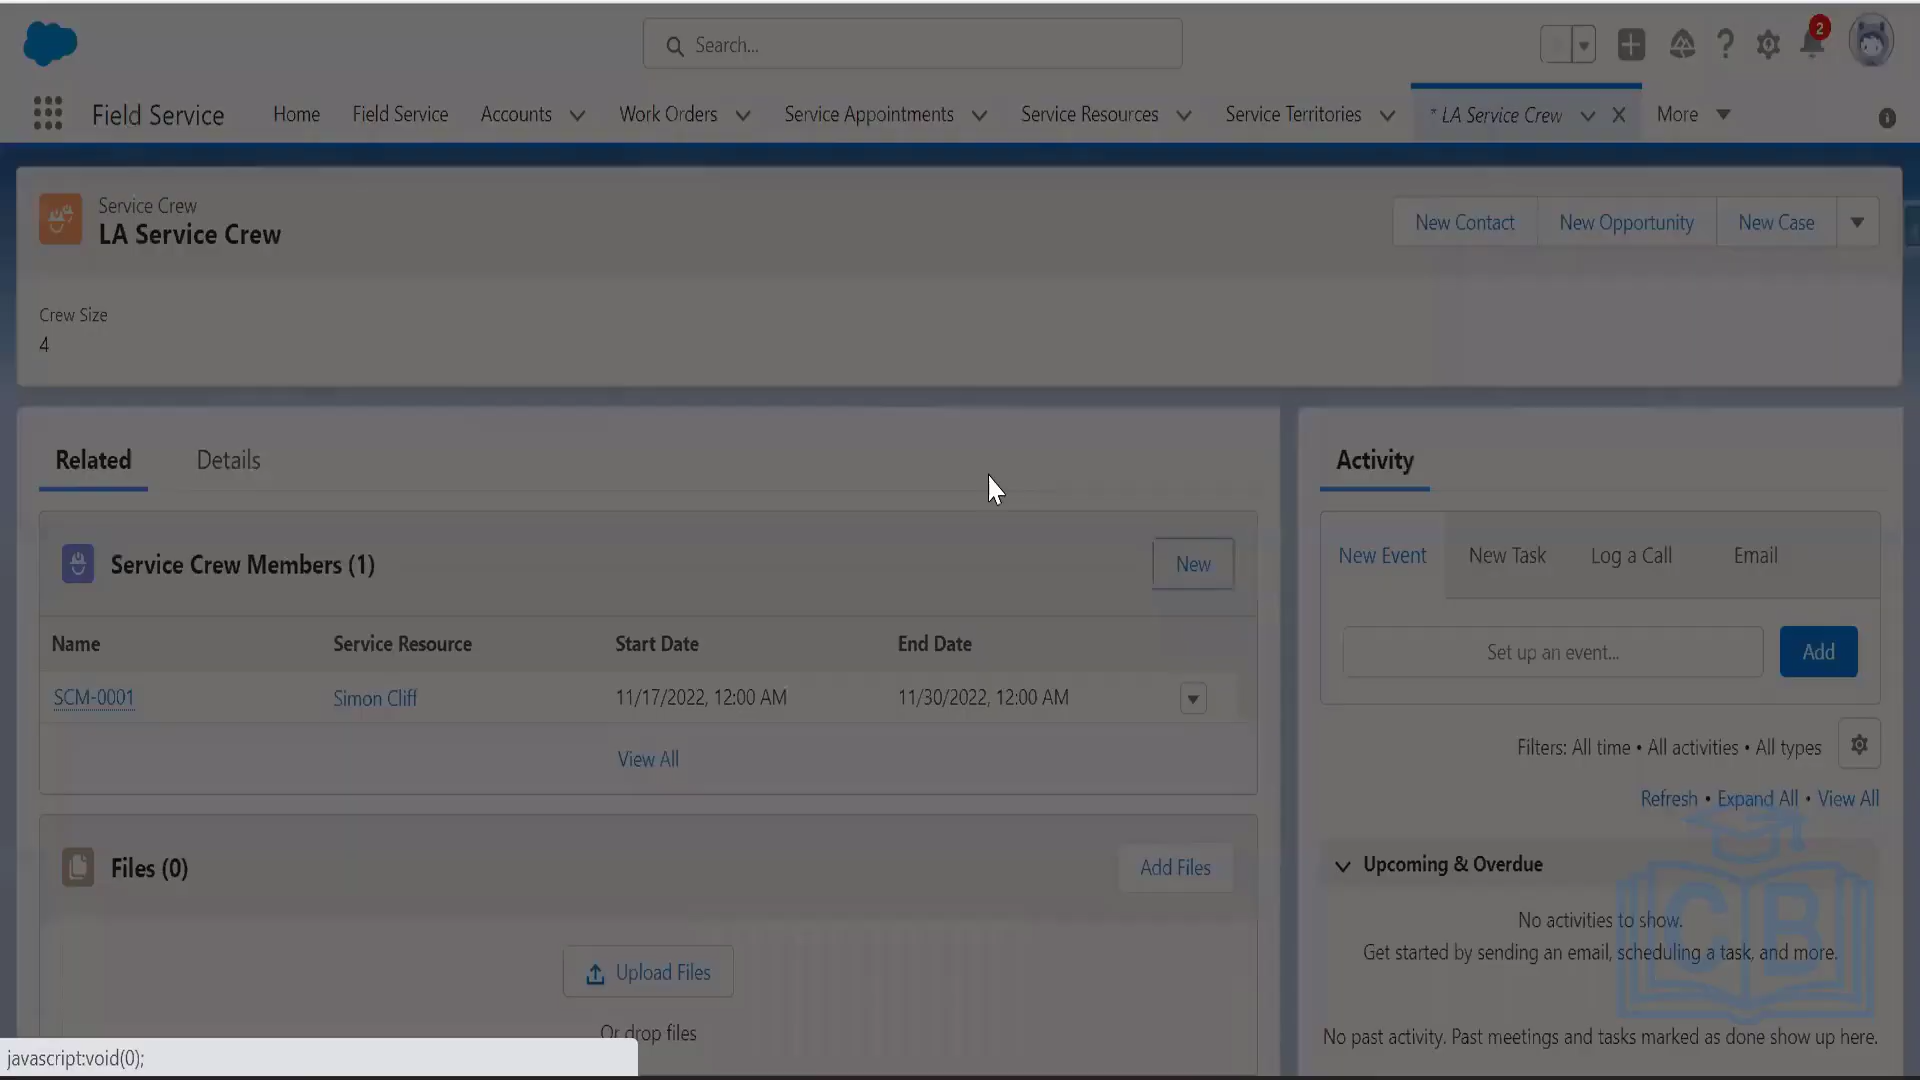 Search...
2
Field Service
Home
Field Service
Accounts
Work Orders
Service Appointments
Service Resources
Service Territories
* LA Service Crew
More
Service Crew
LA Service Crew
New Contact
New Opportunity
New Case
Crew Size
4
Related
Details
Activity
Service Crew Members (1)
New
Name
Service Resource
Start Date
End Date
SCM-0001
Simon Cliff
11/17/2022, 12:00 AM
11/30/2022, 12:00 AM
View All
New Event
New Task
Log a Call
Email
Set up an event...
Add
Filters: All time • All activities • All types
Refresh • Expand All • View All
Files (0)
Add Files
Upload Files
Or drop files
Upcoming & Overdue
No activities to show.
Get started by sending an email, scheduling a task, and more.
No past activity. Past meetings and tasks marked as done show up here.
CB
javascript:void(0);